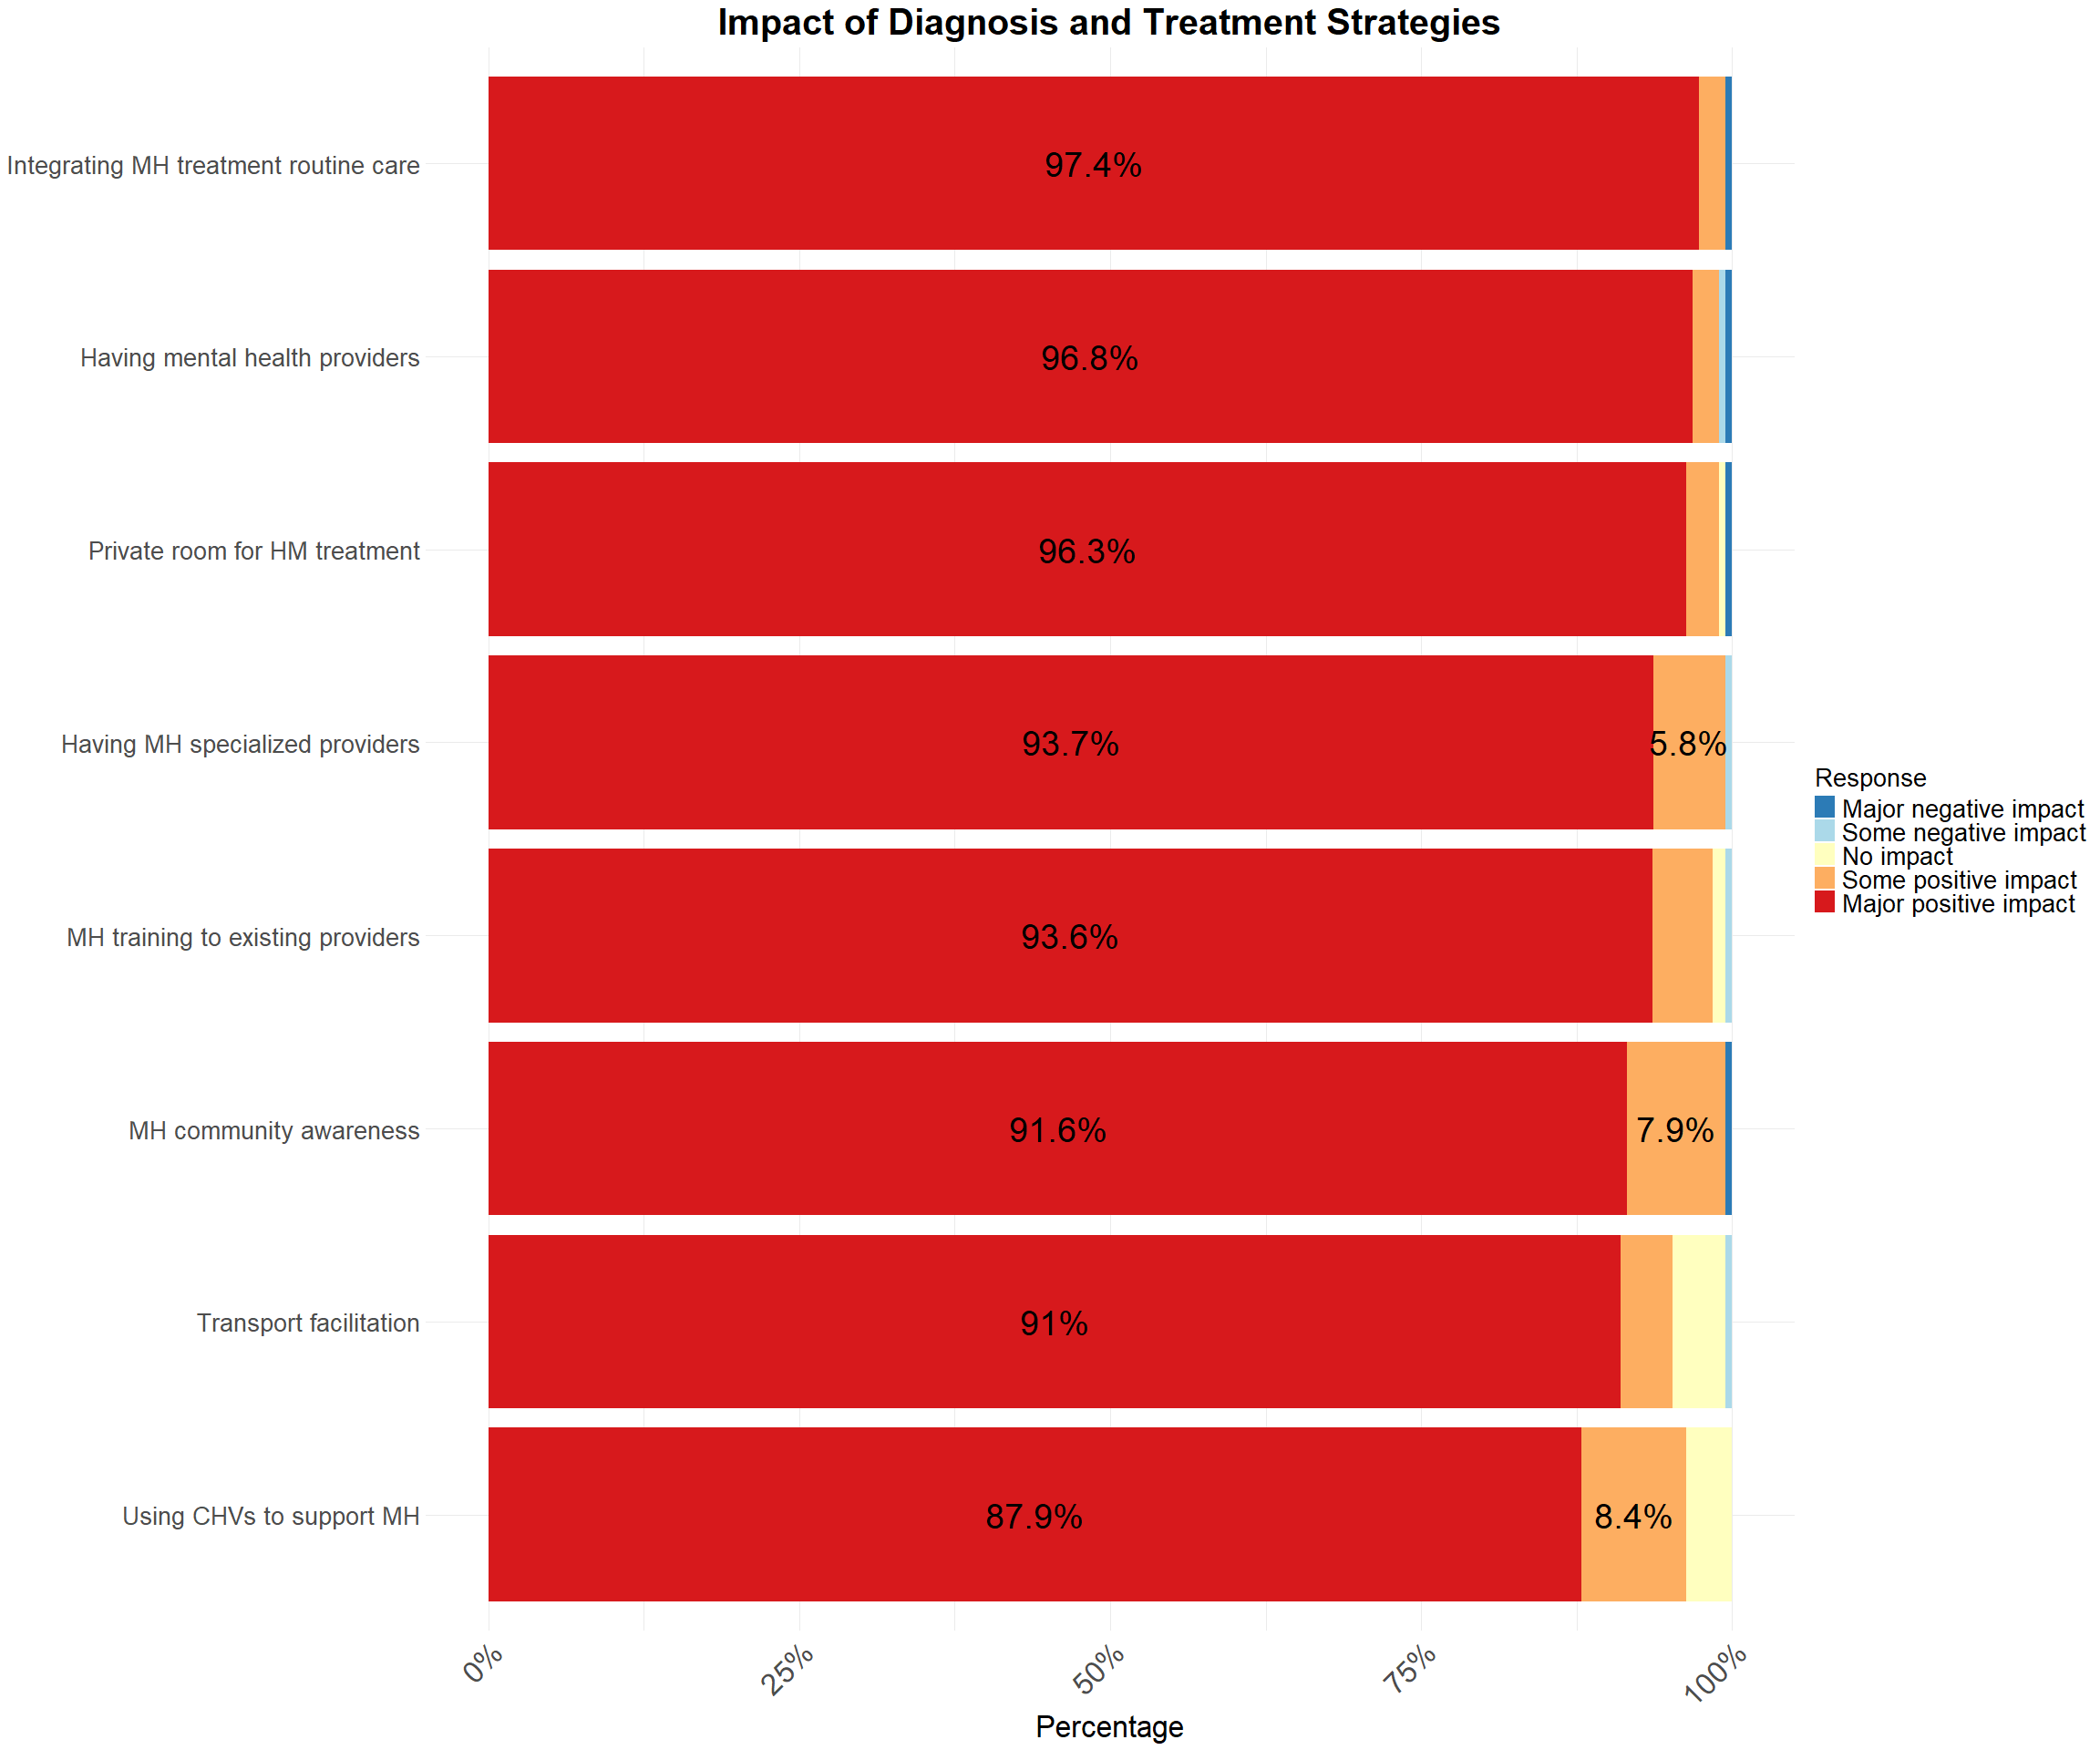 Impact of Diagnosis and Treatment Strategies
Integrating MH treatment routine care
97.4%
Having mental health providers
96.8%
Private room for HM treatment
96.3%
Having MH specialized providers
93.7%
5.8%
MH training to existing providers
93.6%
MH community awareness
91.6%
7.9%
Transport facilitation
91%
Using CHVs to support MH
87.9%
8.4%
0%
25%
50%
75%
100%
Percentage
Response
Major negative impact
Some negative impact
No impact
Some positive impact
Major positive impact